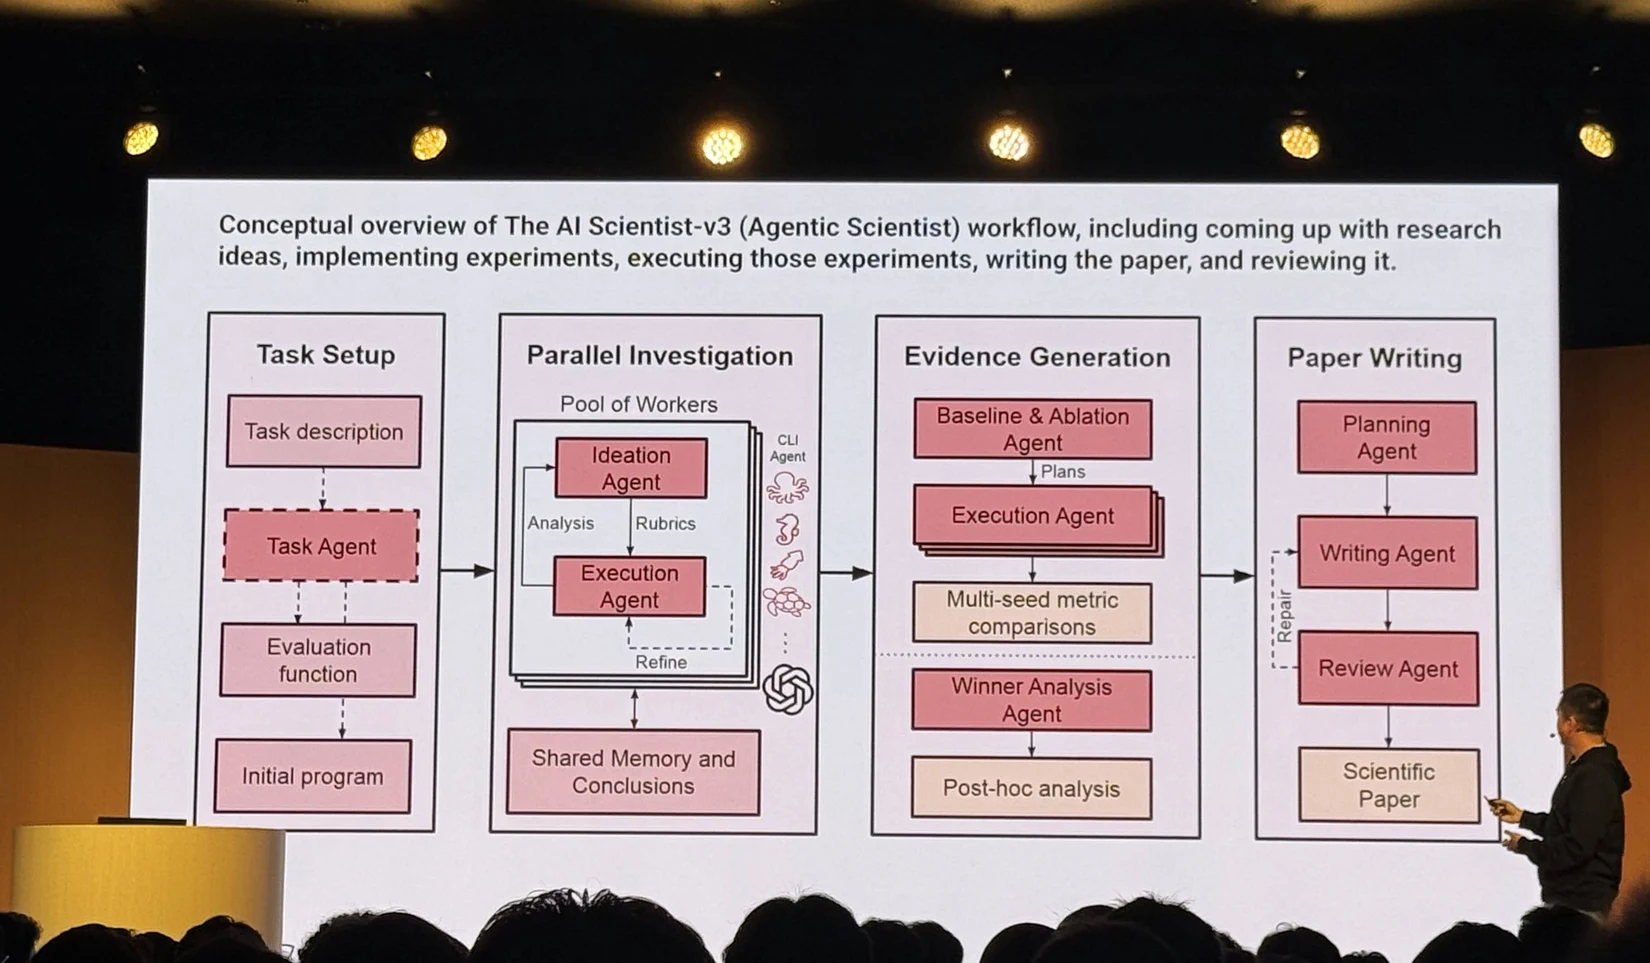 Conceptual overview of The AI Scientist-v3 (Agentic Scientist) workflow, including coming up with research
ideas, implementing experiments, executing those experiments, writing the paper, and reviewing it.
Task Setup
Task description
Task Agent
Evaluation
function
Initial program
Parallel Investigation
Pool of Workers
CLI
Agent
Ideation
Agent
Analysis
Rubrics
Execution
Agent
Refine
Shared Memory and
Conclusions
Evidence Generation
Baseline & Ablation
Agent
Plans
Execution Agent
Multi-seed metric
comparisons
Winner Analysis
Agent
Post-hoc analysis
Paper Writing
Planning
Agent
Writing Agent
Repair
Review Agent
Scientific
Paper